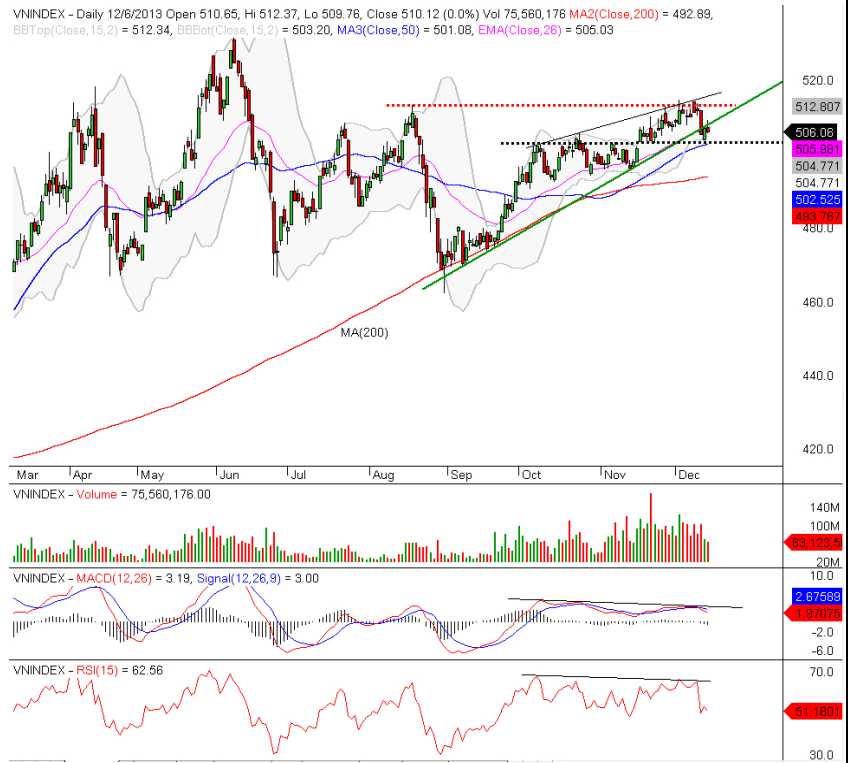 VNINDEX - Daily 12/6/2013 Open 510.65, Hi 512.37, Lo 509.76, Close 510.12 (0.0%) Vol 75,560,176 MA2(Close,200) = 492.89,
BBTop(Close,15,2) = 512.34, BBBot(Close,15,2) = 503.20, MA3(Close,50) = 501.08, EMA(Close,26) = 505.03
520.0
512.807
506.06
505.981
504.771
504.771
502.525
493.767
480.0
460.0
MA(200)
440.0
420.0
Mar Apr May Jun Jul Aug Sep Oct Nov Dec
VNINDEX - Volume = 75,560,176.00
140M
100M
63,123,5
20M
VNINDEX - MACD(12,26) = 3.19, Signal(12,26,9) = 3.00
10.0
2.87589
1.97075
-2.0
-6.0
VNINDEX - RSI(15) = 62.56
70.0
51.1801
30.0